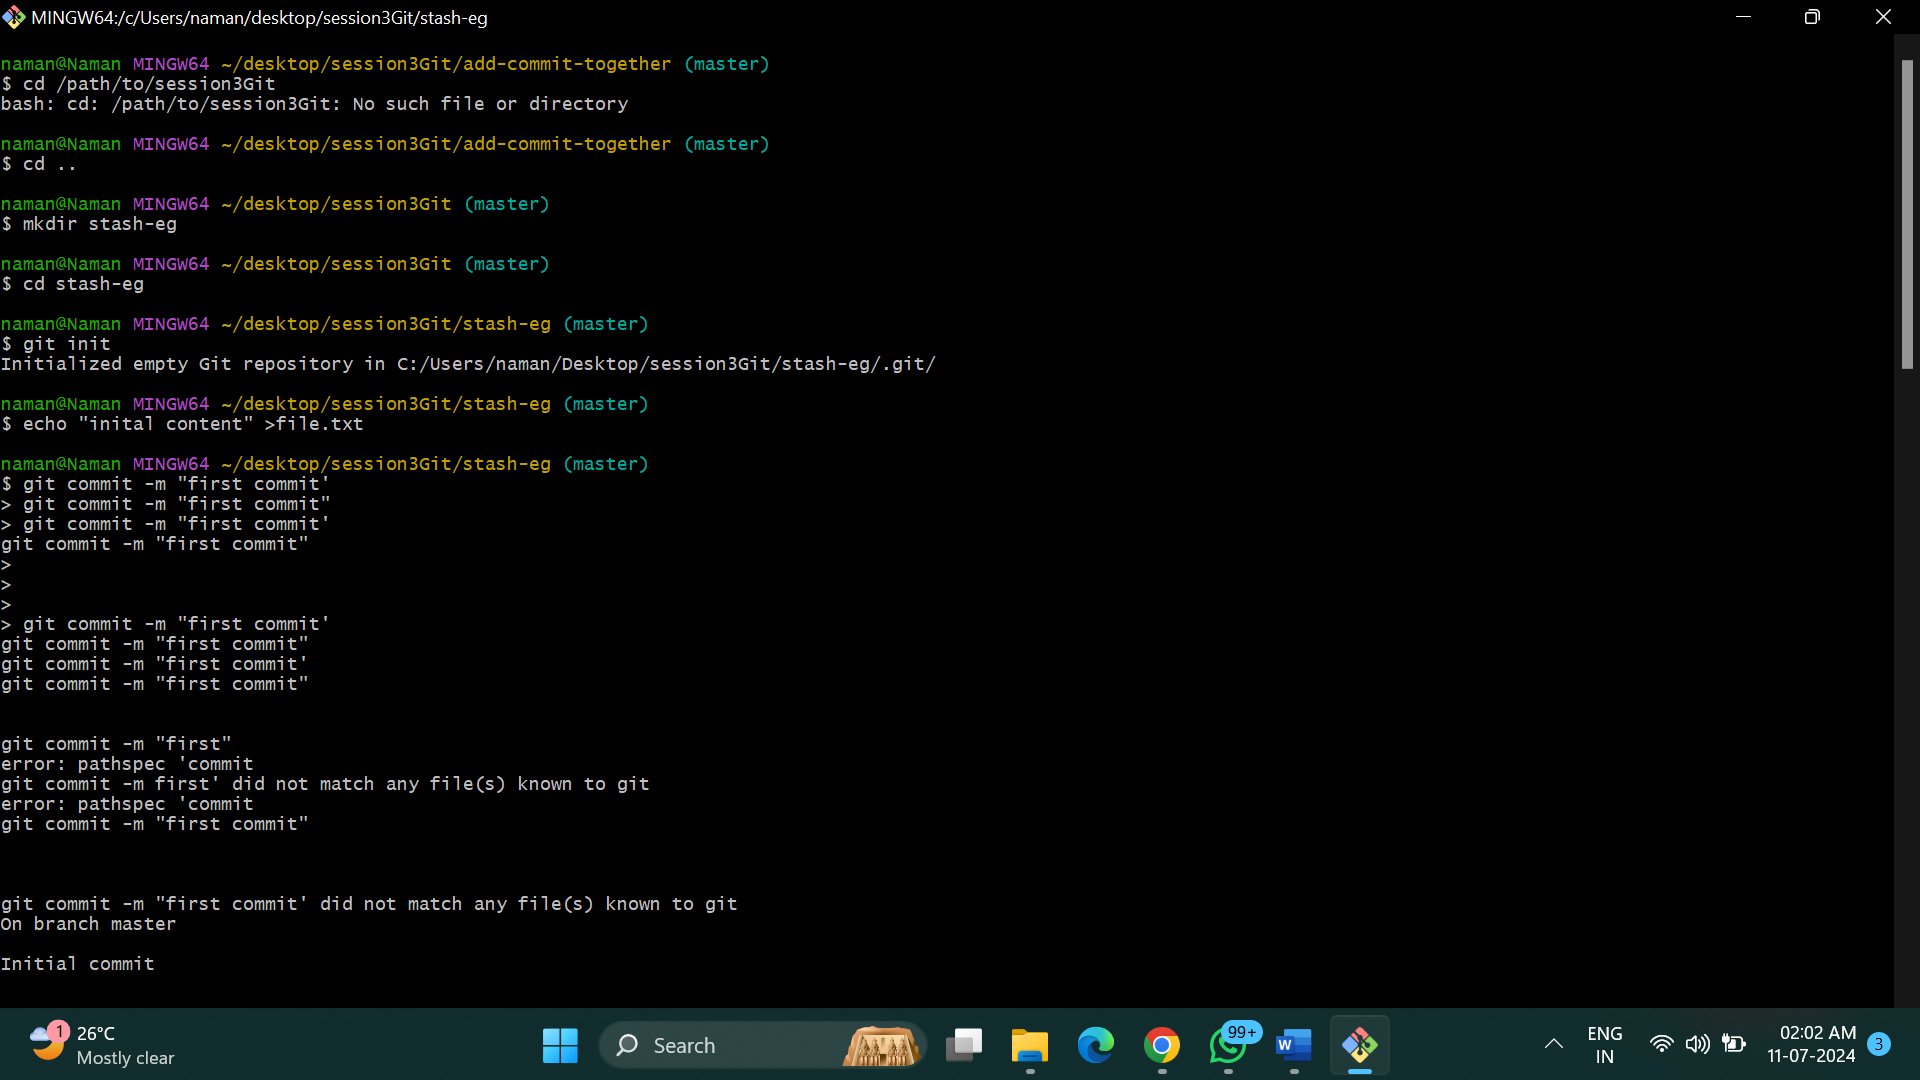 MINGW64:/c/Users/naman/desktop/session3Git/stash-eg
naman@Naman MINGW64 ~/desktop/session3Git/add-commit-together (master)
$ cd /path/to/session3Git
bash: cd: /path/to/session3Git: No such file or directory
naman@Naman MINGW64 ~/desktop/session3Git/add-commit-together (master)
$ cd ..
naman@Naman MINGW64 ~/desktop/session3Git (master)
$ mkdir stash-eg
naman@Naman MINGW64 ~/desktop/session3Git (master)
$ cd stash-eg
naman@Naman MINGW64 ~/desktop/session3Git/stash-eg (master)
$ git init
Initialized empty Git repository in C:/Users/naman/Desktop/session3Git/stash-eg/.git/
naman@Naman MINGW64 ~/desktop/session3Git/stash-eg (master)
$ echo "inital content" >file.txt
naman@Naman MINGW64 ~/desktop/session3Git/stash-eg (master)
$ git commit -m "first commit'
> git commit -m "first commit"
> git commit -m "first commit'
git commit -m "first commit"
>
>
>
> git commit -m "first commit'
git commit -m "first commit"
git commit -m "first commit'
git commit -m "first commit"
git commit -m "first"
error: pathspec 'commit
git commit -m first' did not match any file(s) known to git
error: pathspec 'commit
git commit -m "first commit"
git commit -m "first commit' did not match any file(s) known to git
On branch master
Initial commit
1
26°C
Mostly clear
Search
99+
W
ENG
IN
02:02 AM
11-07-2024
3